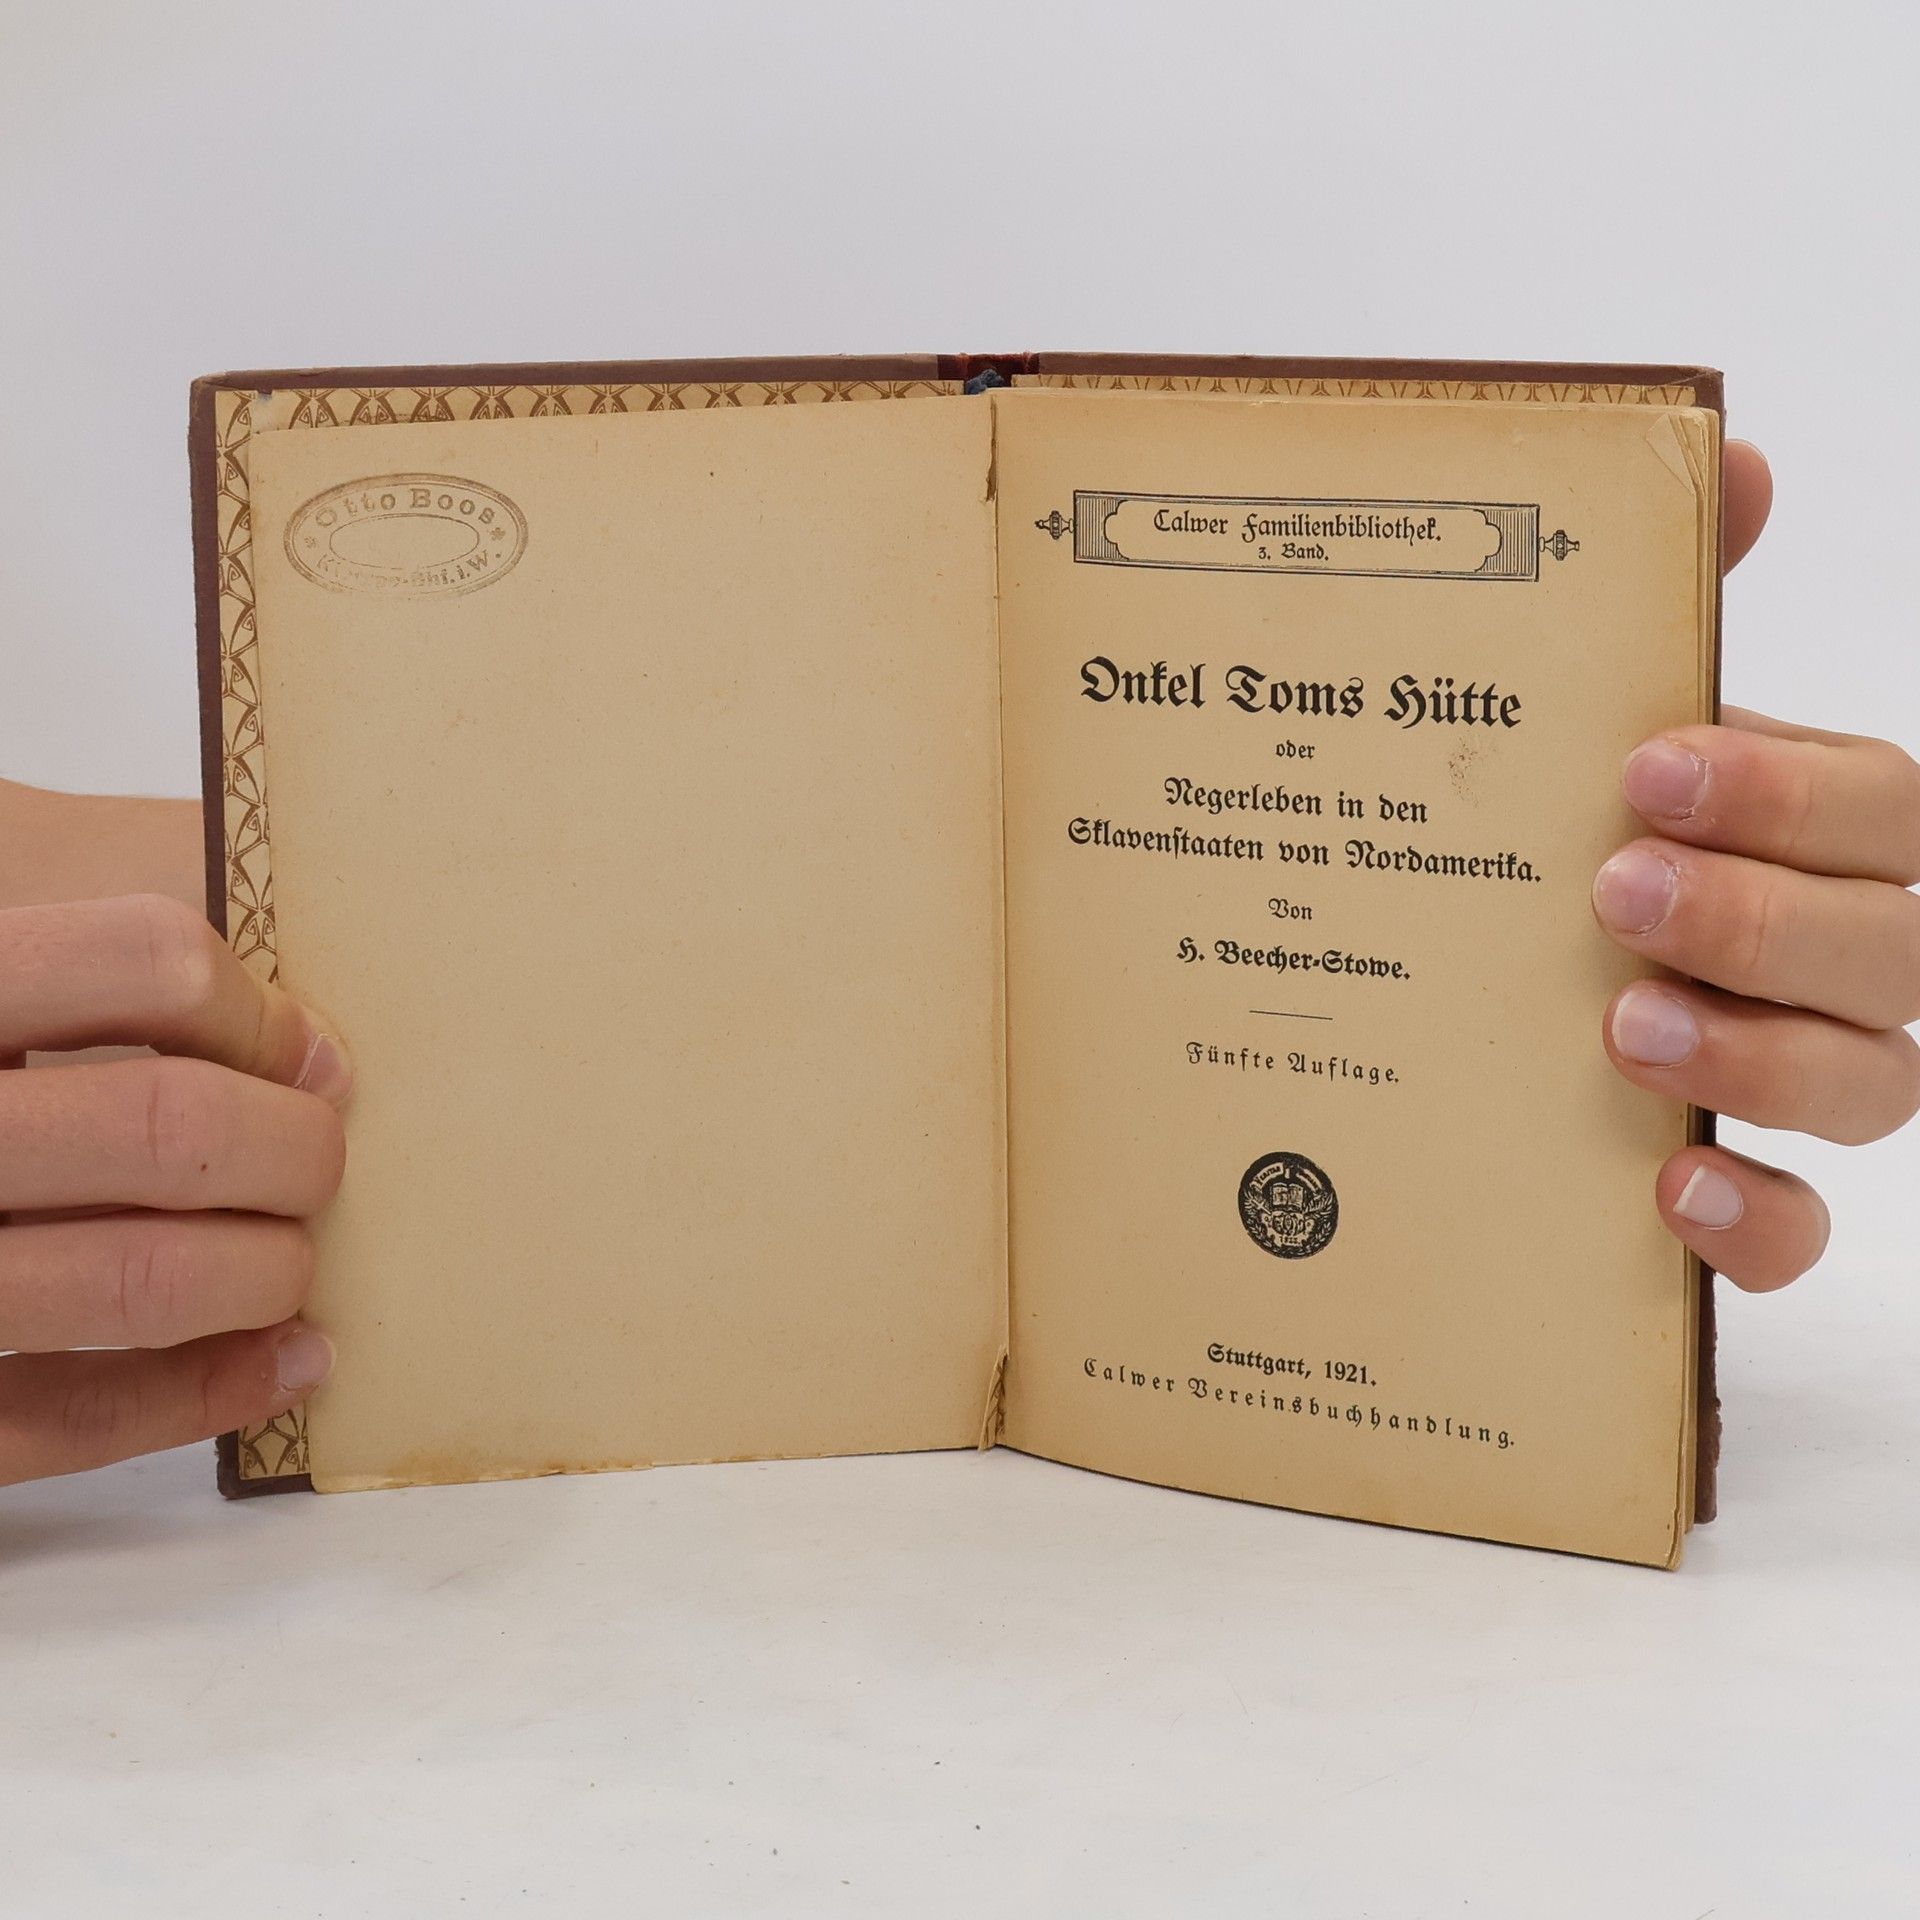 Otto Boos
Bhf. i. W.
Calwer Familienbibliothek.
3. Band.
Onkel Toms Hütte
oder
Negerleben in den
Sklavenſtaaten von Nordamerika.
Von
H. Beecher-Stowe.
Fünfte Auflage.
Stuttgart, 1921.
Calwer Vereinsbuchhandlung.